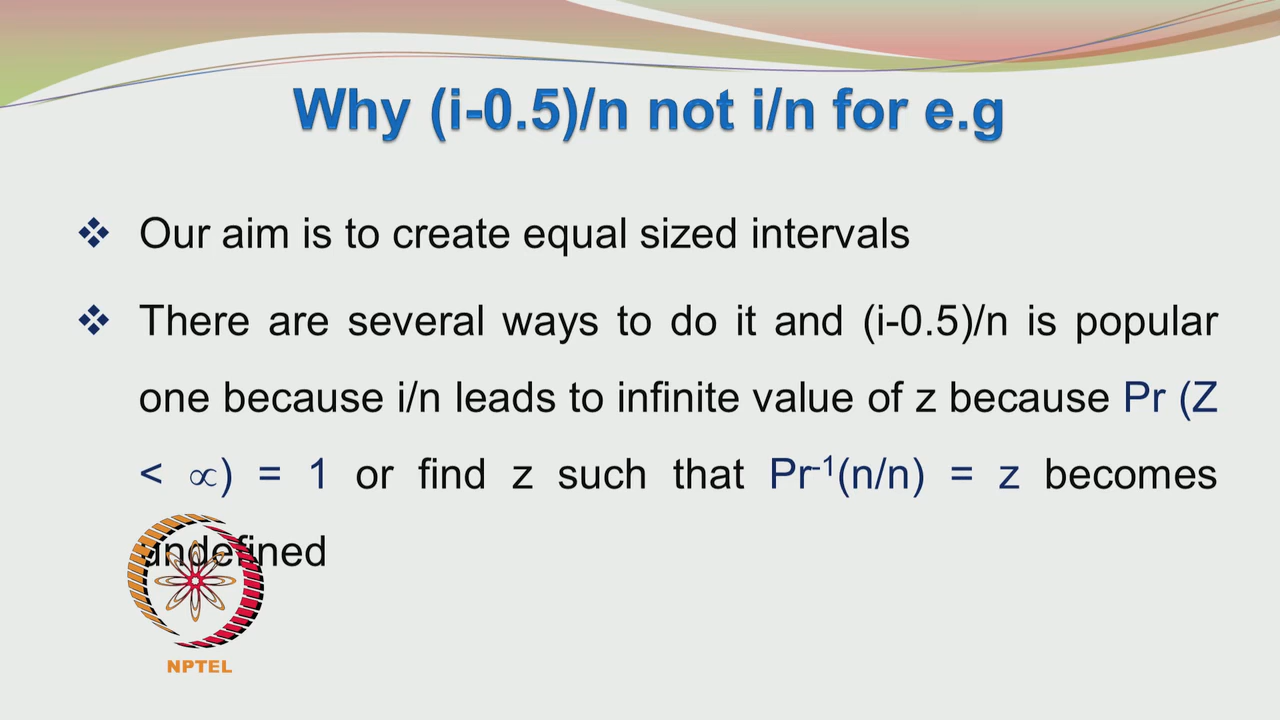 Why (i-0.5)/n not i/n for e.g
❖ Our aim is to create equal sized intervals
❖ There are several ways to do it and (i-0.5)/n is popular
one because i/n leads to infinite value of z because Pr (Z
< ∝) = 1 or find z such that Pr⁻¹(n/n) = z becomes
undefined
NPTEL